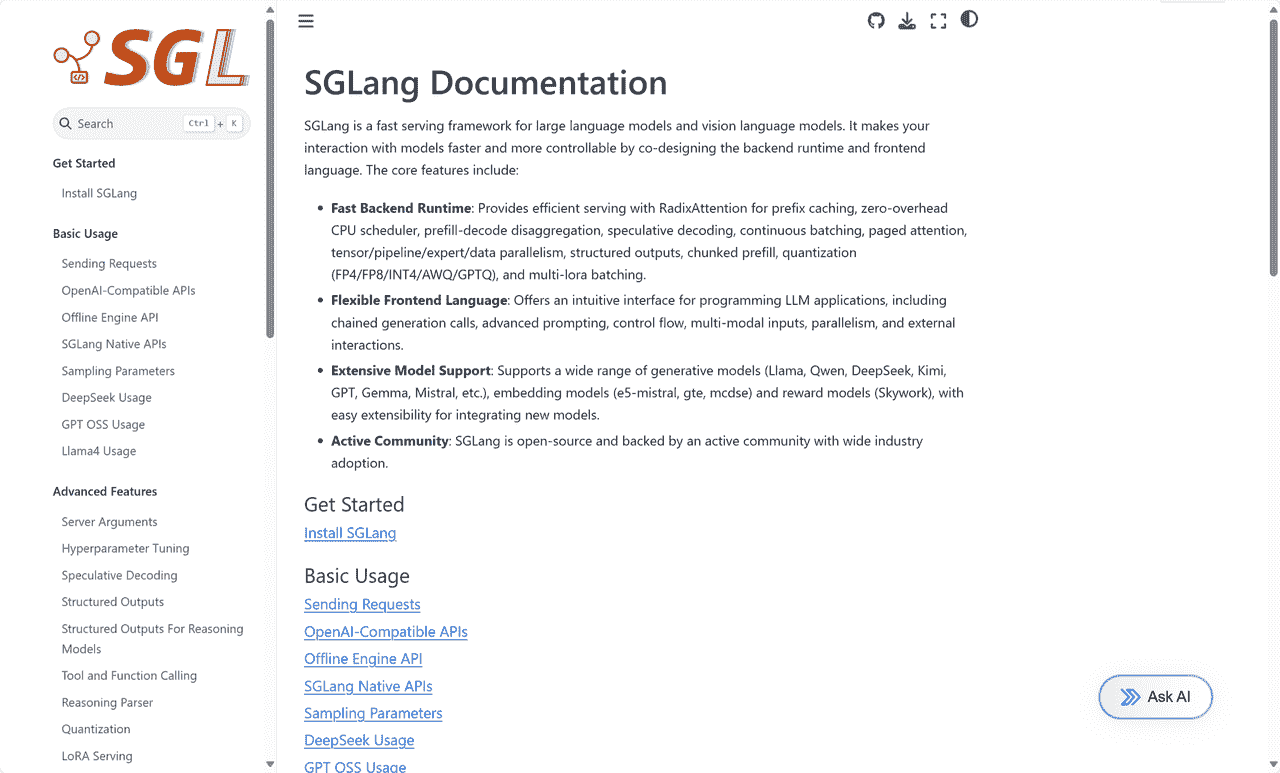 SGL
</>
Search
Ctrl + K
Get Started
Install SGLang
Basic Usage
Sending Requests
OpenAI-Compatible APIs
Offline Engine API
SGLang Native APIs
Sampling Parameters
DeepSeek Usage
GPT OSS Usage
Llama4 Usage
Advanced Features
Server Arguments
Hyperparameter Tuning
Speculative Decoding
Structured Outputs
Structured Outputs For Reasoning
Models
Tool and Function Calling
Reasoning Parser
Quantization
LoRA Serving
SGLang Documentation
SGLang is a fast serving framework for large language models and vision language models. It makes your
interaction with models faster and more controllable by co-designing the backend runtime and frontend
language. The core features include:
• Fast Backend Runtime: Provides efficient serving with RadixAttention for prefix caching, zero-overhead
CPU scheduler, prefill-decode disaggregation, speculative decoding, continuous batching, paged attention,
tensor/pipeline/expert/data parallelism, structured outputs, chunked prefill, quantization
(FP4/FP8/INT4/AWQ/GPTQ), and multi-lora batching.
• Flexible Frontend Language: Offers an intuitive interface for programming LLM applications, including
chained generation calls, advanced prompting, control flow, multi-modal inputs, parallelism, and external
interactions.
• Extensive Model Support: Supports a wide range of generative models (Llama, Qwen, DeepSeek, Kimi,
GPT, Gemma, Mistral, etc.), embedding models (e5-mistral, gte, mcdse) and reward models (Skywork), with
easy extensibility for integrating new models.
• Active Community: SGLang is open-source and backed by an active community with wide industry
adoption.
Get Started
Install SGLang
Basic Usage
Sending Requests
OpenAI-Compatible APIs
Offline Engine API
SGLang Native APIs
Sampling Parameters
DeepSeek Usage
GPT OSS Usage
Ask AI